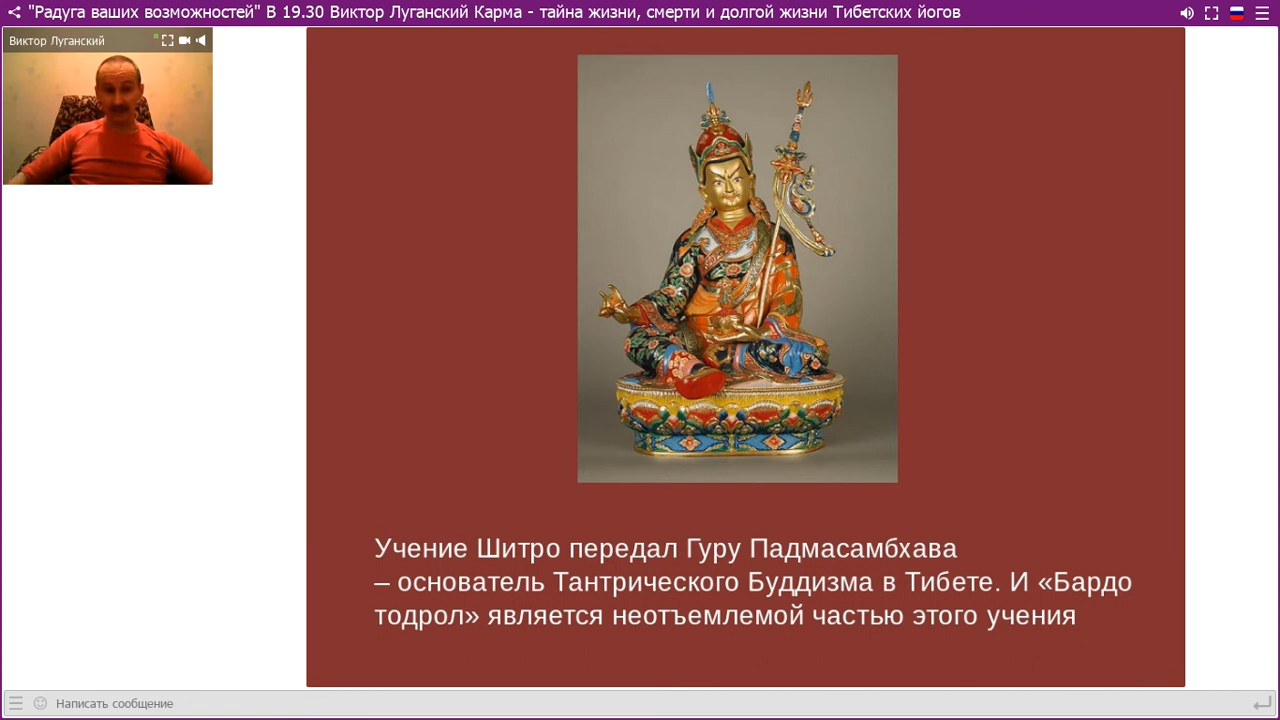 "Радуга ваших возможностей" В 19.30 Виктор Луганский Карма - тайна жизни, смерти и долгой жизни Тибетских йогов
Виктор Луганский
Учение Шитро передал Гуру Падмасамбхава
– основатель Тантрического Буддизма в Тибете. И «Бардо
тодрол» является неотъемлемой частью этого учения
Написать сообщение